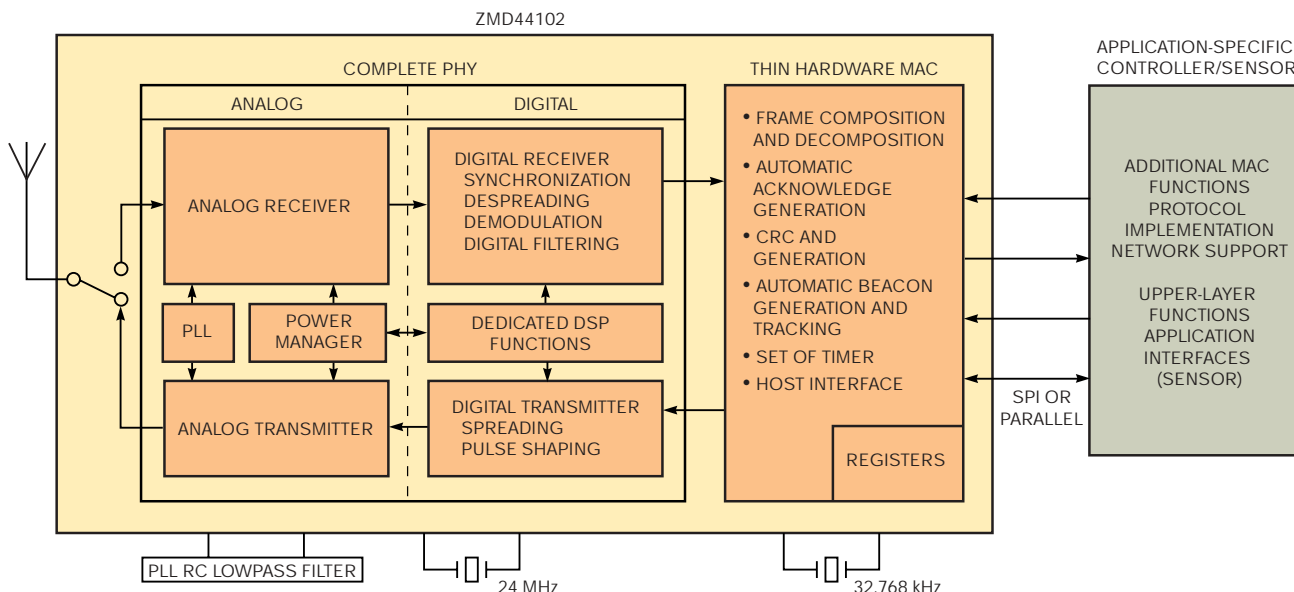 ZMD44102
COMPLETE PHY
ANALOG
DIGITAL
ANALOG RECEIVER
DIGITAL RECEIVER
SYNCHRONIZATION
DESPREADING
DEMODULATION
DIGITAL FILTERING
PLL
POWER
MANAGER
DEDICATED DSP
FUNCTIONS
ANALOG TRANSMITTER
DIGITAL TRANSMITTER
SPREADING
PULSE SHAPING
THIN HARDWARE MAC
• FRAME COMPOSITION
AND DECOMPOSITION
• AUTOMATIC
ACKNOWLEDGE
GENERATION
• CRC AND
GENERATION
• AUTOMATIC BEACON
GENERATION AND
TRACKING
• SET OF TIMER
• HOST INTERFACE
REGISTERS
SPI OR
PARALLEL
APPLICATION-SPECIFIC
CONTROLLER/SENSOR
ADDITIONAL MAC
FUNCTIONS
PROTOCOL
IMPLEMENTATION
NETWORK SUPPORT
UPPER-LAYER
FUNCTIONS
APPLICATION
INTERFACES
(SENSOR)
PLL RC LOWPASS FILTER
24 MHz
32.768 kHz